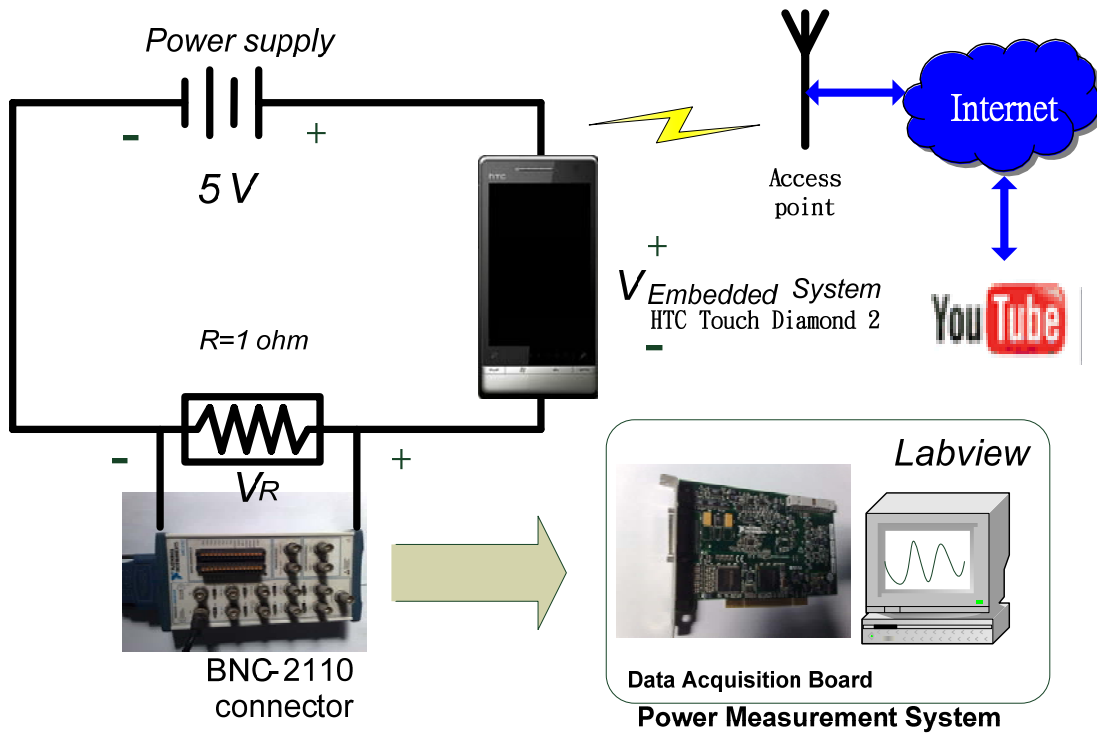 Power supply
- +
5 V
R=1 ohm
- +
VR
BNC-2110
connector
htc
+
V Embedded System
HTC Touch Diamond 2
-
Access
point
Internet
YouTube
Labview
Data Acquisition Board
Power Measurement System